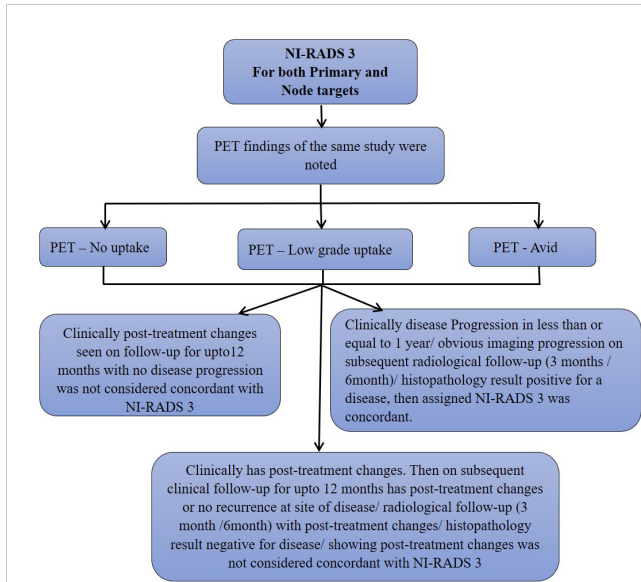 NI-RADS 3
For both Primary and
Node targets
PET findings of the same study were
noted
PET – No uptake
PET – Low grade uptake
PET - Avid
Clinically post-treatment changes
seen on follow-up for upto12
months with no disease progression
was not considered concordant with
NI-RADS 3
Clinically disease Progression in less than or
equal to 1 year/ obvious imaging progression on
subsequent radiological follow-up (3 months /
6month)/ histopathology result positive for a
disease, then assigned NI-RADS 3 was
concordant.
Clinically has post-treatment changes. Then on subsequent
clinical follow-up for upto 12 months has post-treatment changes
or no recurrence at site of disease/ radiological follow-up (3
month /6month) with post-treatment changes/ histopathology
result negative for disease/ showing post-treatment changes was
not considered concordant with NI-RADS 3